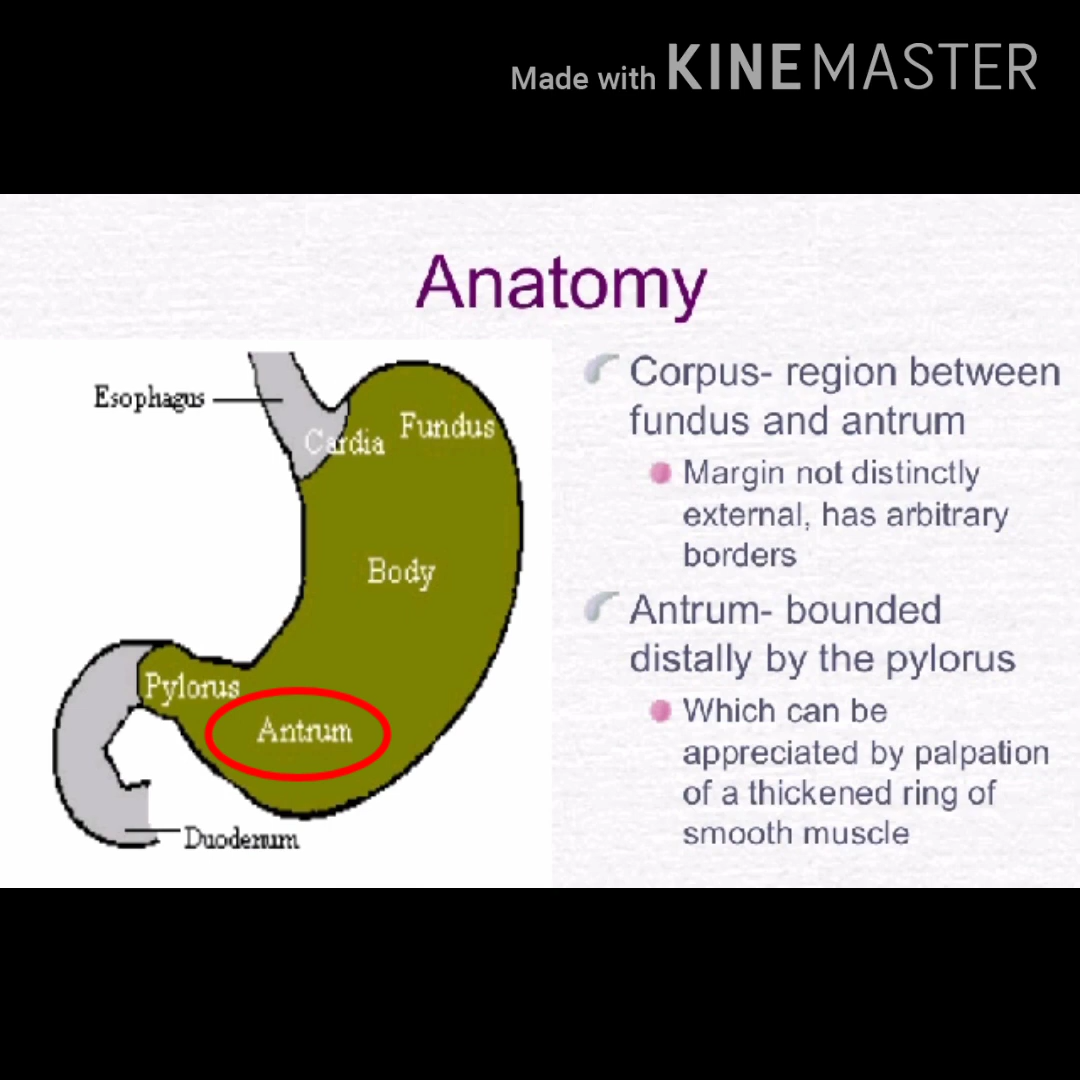 Made with KINEMASTER
Anatomy
Esophagus
Cardia
Fundus
Body
Pylorus
Antrum
Duodenum
Corpus- region between
fundus and antrum
Margin not distinctly
external, has arbitrary
borders
Antrum- bounded
distally by the pylorus
Which can be
appreciated by palpation
of a thickened ring of
smooth muscle